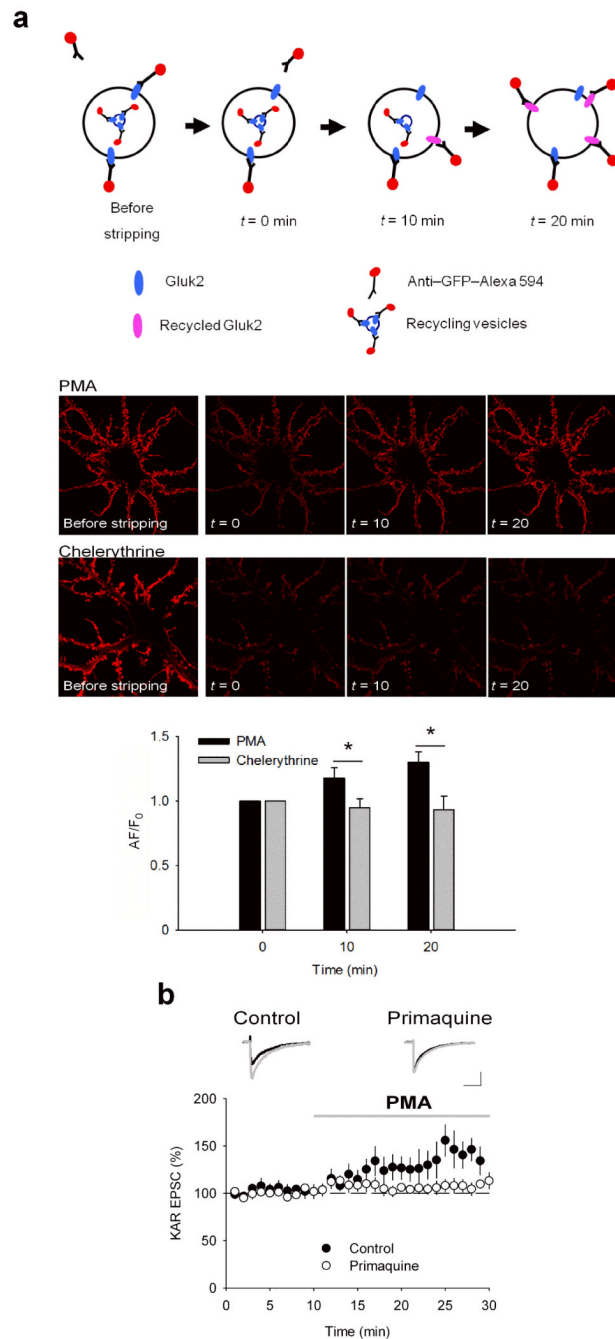 a
Before
stripping
t = 0 min
t = 10 min
t = 20 min
Gluk2
Anti–GFP–Alexa 594
Recycled Gluk2
Recycling vesicles
PMA
Before stripping
t = 0
t = 10
t = 20
Chelerythrine
Before stripping
t = 0
t = 10
t = 20
1.5
PMA
*
*
Chelerythrine
1.0
AF/F0
0.5
0
0 10 20
Time (min)
b
Control Primaquine
200
PMA
150
KAR EPSC (%)
100
50
Control
Primaquine
0
0 5 10 15 20 25 30
Time (min)